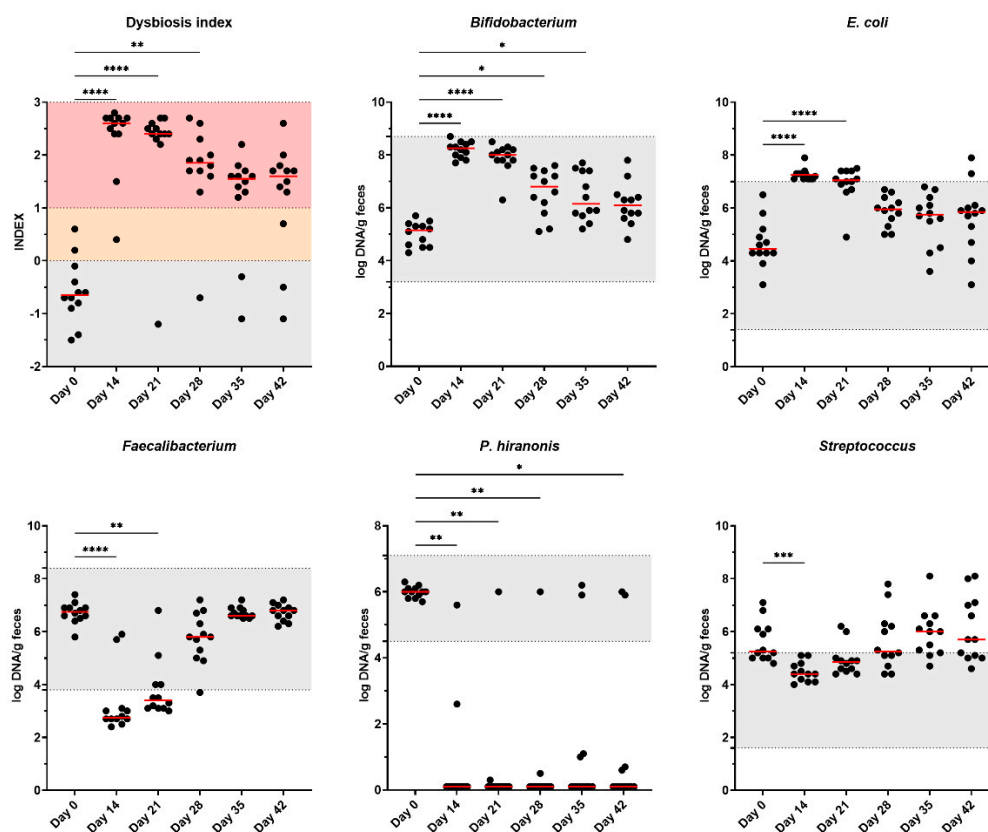 Dysbiosis index
**
****
****
3
2
1
0
-1
-2
INDEX
Day 0
Day 14
Day 21
Day 28
Day 35
Day 42
Bifidobacterium
*
*
****
****
10
8
6
4
2
0
log DNA/g feces
Day 0
Day 14
Day 21
Day 28
Day 35
Day 42
E. coli
****
****
10
8
6
4
2
0
log DNA/g feces
Day 0
Day 14
Day 21
Day 28
Day 35
Day 42
Faecalibacterium
**
****
10
8
6
4
2
0
log DNA/g feces
Day 0
Day 14
Day 21
Day 28
Day 35
Day 42
P. hiranonis
*
**
**
**
8
6
4
2
0
log DNA/g feces
Day 0
Day 14
Day 21
Day 28
Day 35
Day 42
Streptococcus
***
10
8
6
4
2
0
log DNA/g feces
Day 0
Day 14
Day 21
Day 28
Day 35
Day 42